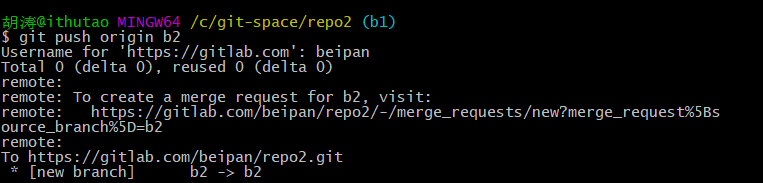 胡涛@ithutao MINGW64 /c/git-space/repo2 (b1)
$ git push origin b2
Username for 'https://gitlab.com': beipan
Total 0 (delta 0), reused 0 (delta 0)
remote:
remote: To create a merge request for b2, visit:
remote:   https://gitlab.com/beipan/repo2/-/merge_requests/new?merge_request%5Bs
ource_branch%5D=b2
remote:
To https://gitlab.com/beipan/repo2.git
 * [new branch]      b2 -> b2